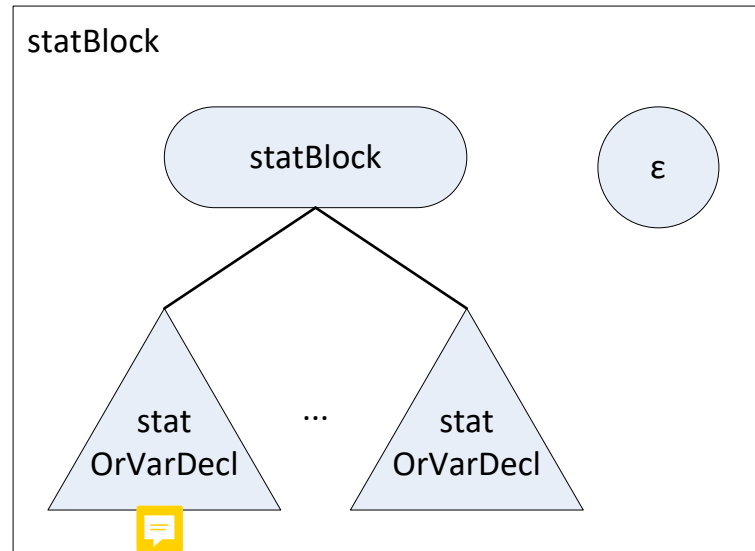 statBlock
statBlock
ε
stat
OrVarDecl
...
stat
OrVarDecl